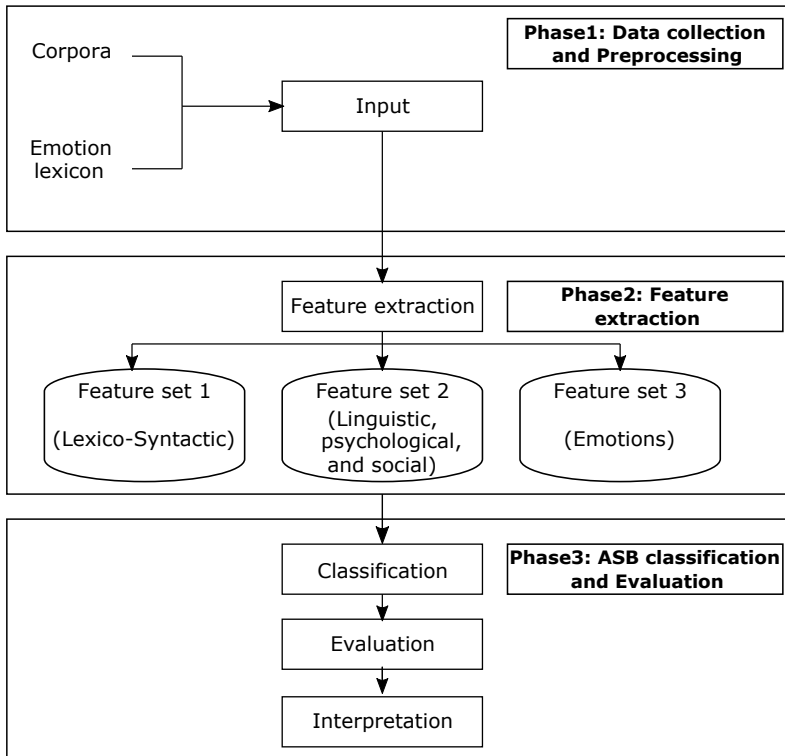 Phase1: Data collection
and Preprocessing
Corpora
Input
Emotion
lexicon
Feature extraction
Phase2: Feature
extraction
Feature set 1
(Lexico-Syntactic)
Feature set 2
(Linguistic,
psychological,
and social)
Feature set 3
(Emotions)
Classification
Phase3: ASB classification
and Evaluation
Evaluation
Interpretation